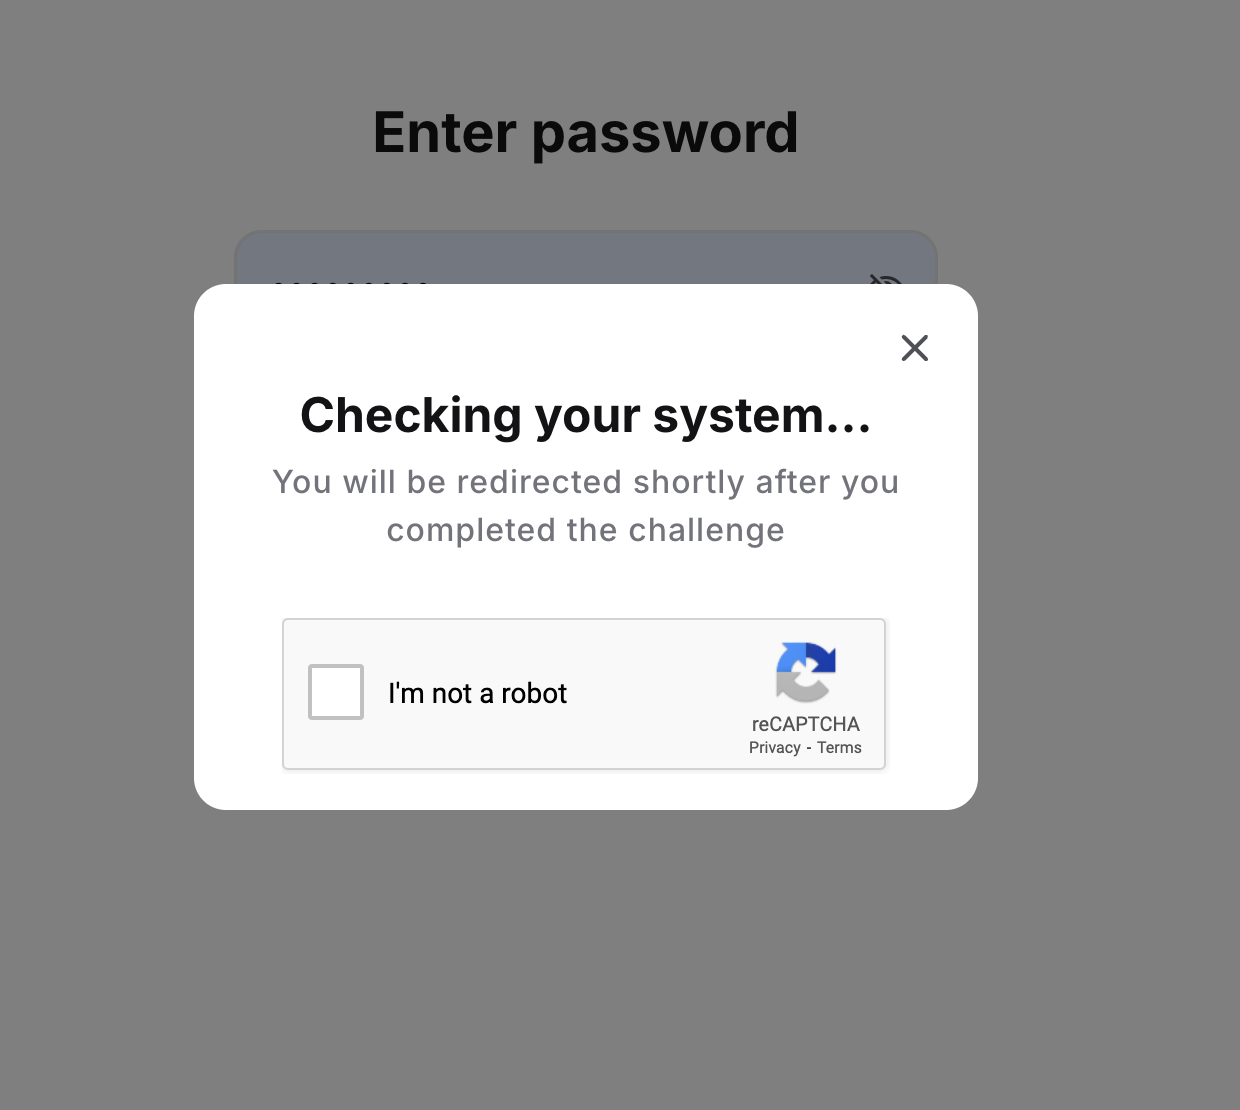 Enter password
Checking your system...
You will be redirected shortly after you
completed the challenge
I'm not a robot
reCAPTCHA
Privacy - Terms